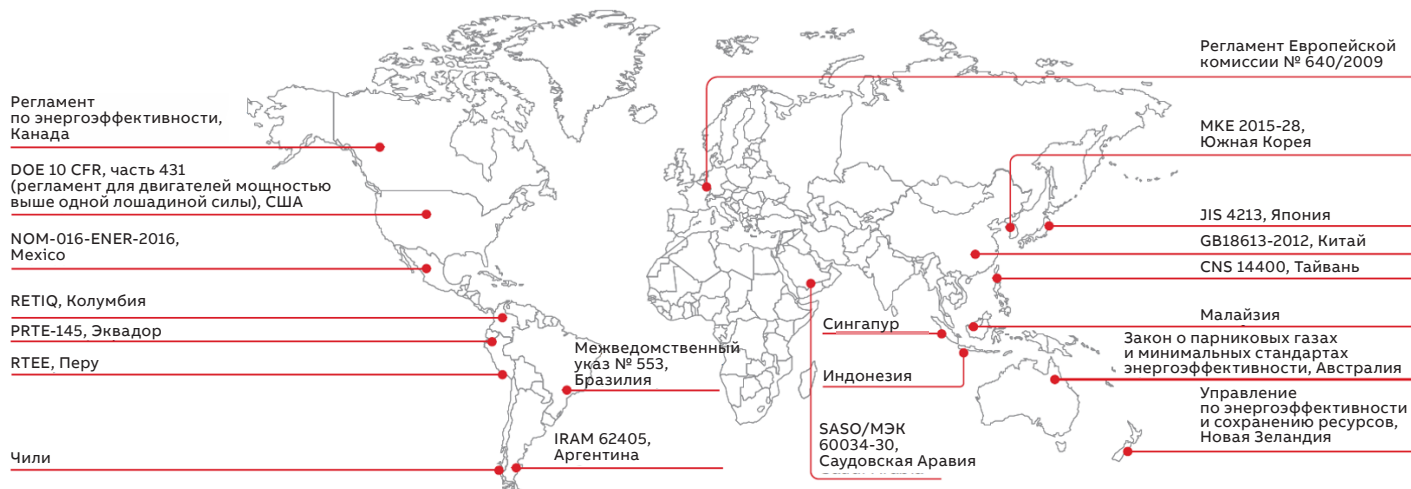 Регламент
по энергоэффективности,
Канада
DOE 10 CFR, часть 431
(регламент для двигателей мощностью
выше одной лошадиной силы), США
NOM-016-ENER-2016,
Mexico
RETIQ, Колумбия
PRTE-145, Эквадор
RTEE, Перу
Чили
Межведомственный
указ № 553,
Бразилия
IRAM 62405,
Аргентина
Регламент Европейской
комиссии № 640/2009
MKE 2015-28,
Южная Корея
JIS 4213, Япония
GB18613-2012, Китай
CNS 14400, Тайвань
Малайзия
Сингапур
Индонезия
SASO/МЭК
60034-30,
Саудовская Аравия
Закон о парниковых газах
и минимальных стандартах
энергоэффективности, Австралия
Управление
по энергоэффективности
и сохранению ресурсов,
Новая Зеландия